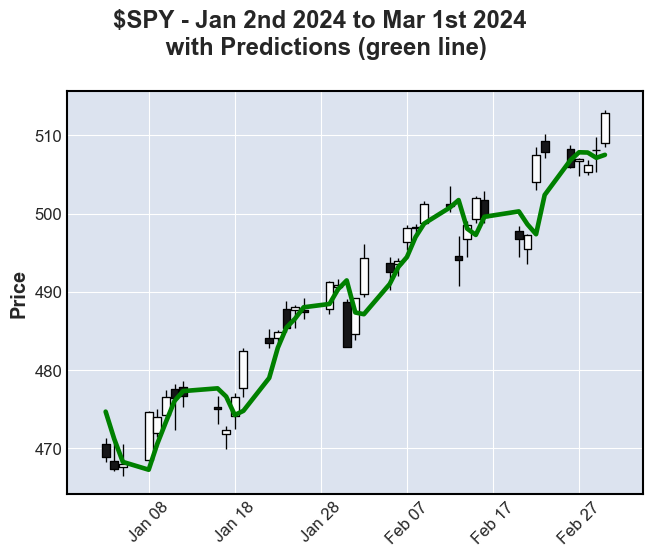 $SPY - Jan 2nd 2024 to Mar 1st 2024
with Predictions (green line)
Price
510
500
490
480
470
Jan 08
Jan 18
Jan 28
Feb 07
Feb 17
Feb 27